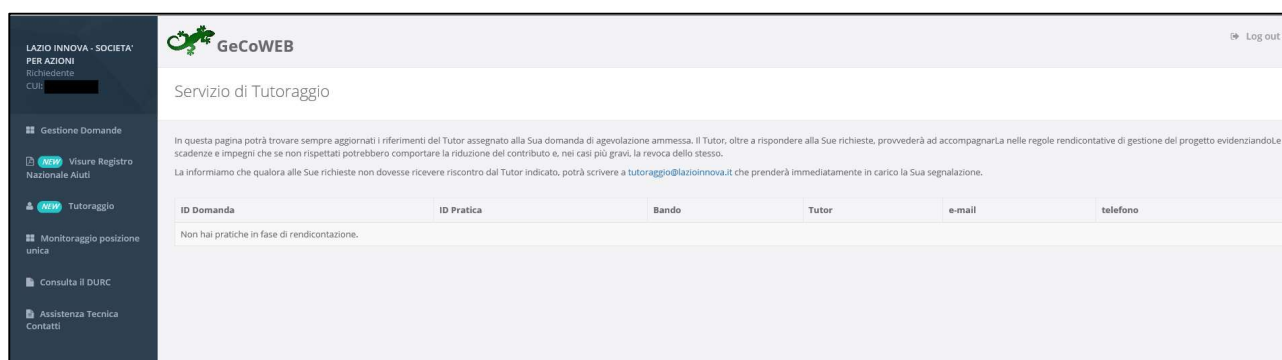 LAZIO INNOVA - SOCIETA'
PER AZIONI
Richiedente
CUI:
Gestione Domande
NEW Visure Registro
Nazionale Aiuti
NEW Tutoraggio
Monitoraggio posizione
unica
Consulta il DURC
Assistenza Tecnica
Contatti
GeCoWEB
Log out
Servizio di Tutoraggio
In questa pagina potrà trovare sempre aggiornati i riferimenti del Tutor assegnato alla Sua domanda di agevolazione ammessa. Il Tutor, oltre a rispondere alla Sue richieste, provvederà ad accompagnarLa nelle regole rendicontative di gestione del progetto evidenziandoLe
scadenze e impegni che se non rispettati potrebbero comportare la riduzione del contributo e, nei casi più gravi, la revoca dello stesso.
La informiamo che qualora alle Sue richieste non dovesse ricevere riscontro dal Tutor indicato, potrà scrivere a tutoraggio@lazioinnova.it che prenderà immediatamente in carico la Sua segnalazione.
ID Domanda ID Pratica Bando Tutor e-mail telefono
Non hai pratiche in fase di rendicontazione.